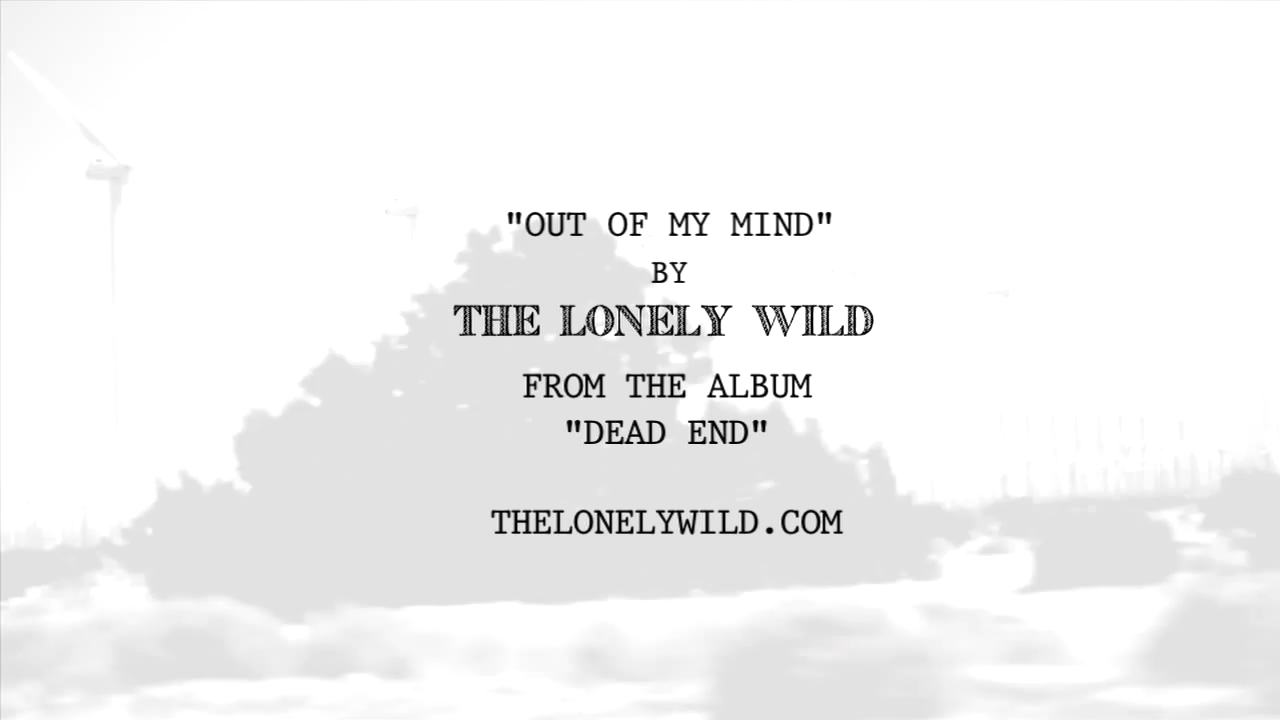 "OUT OF MY MIND"
BY
THE LONELY WILD
FROM THE ALBUM
"DEAD END"
THELONELYWILD.COM